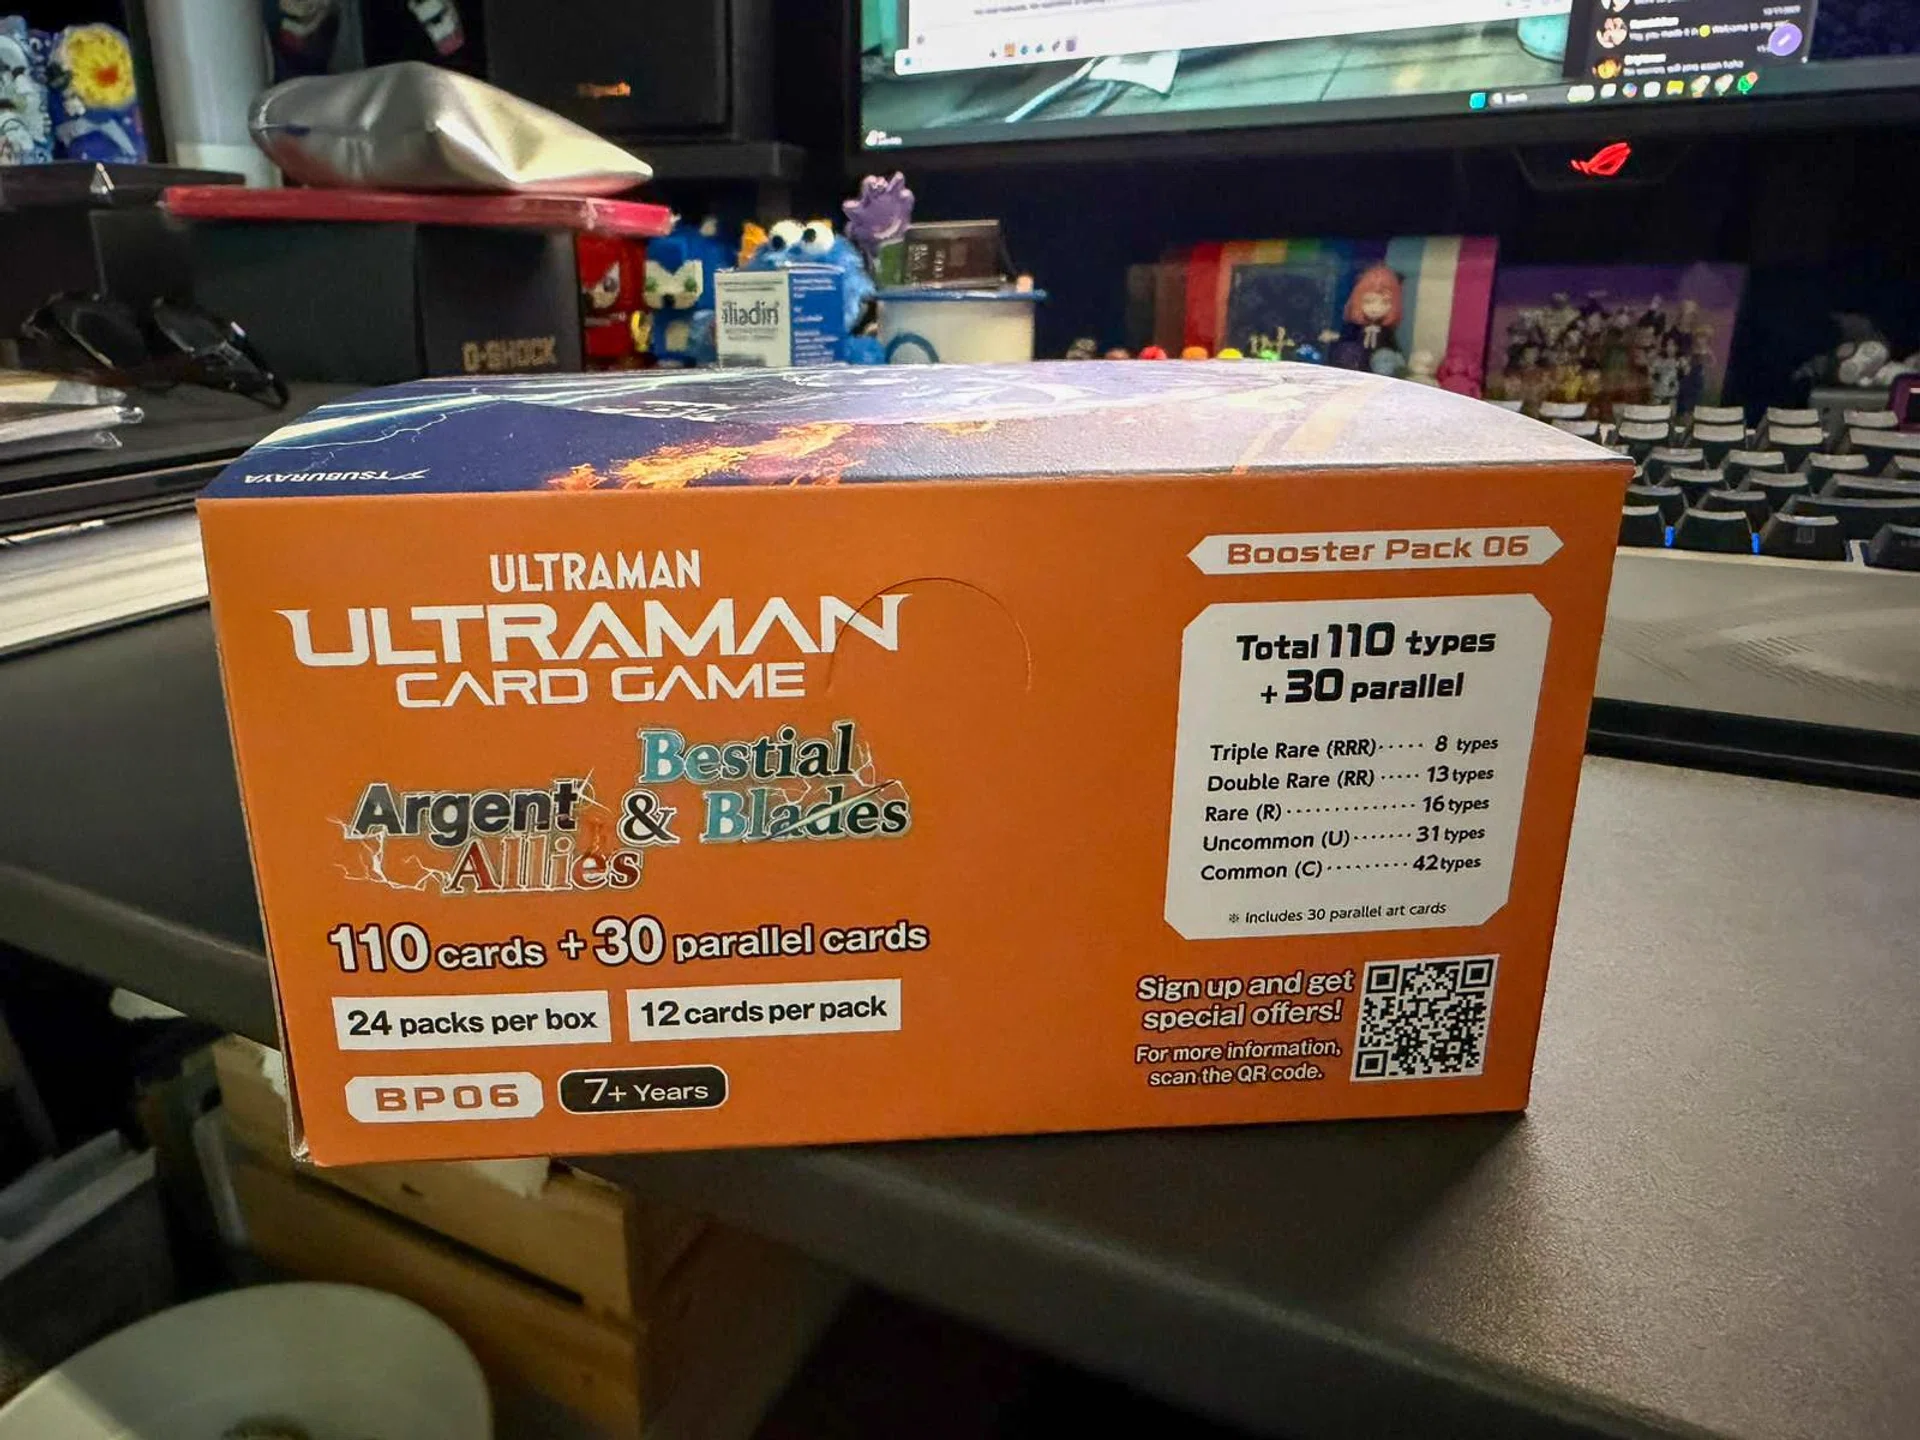 G-SHOCK
aliadin
TSUBURAYA
ULTRAMAN
ULTRAMAN
CARD GAME
Argent
Allies
&
Bestial
Blades
110 cards + 30 parallel cards
24 packs per box
12 cards per pack
BP06
7+ Years
Booster Pack 06
Total 110 types
+ 30 parallel
Triple Rare (RRR)····· 8 types
Double Rare (RR) ····· 13 types
Rare (R) ·············· 16 types
Uncommon (U)······· 31 types
Common (C) ········· 42 types
※ Includes 30 parallel art cards
Sign up and get
special offers!
For more information,
scan the QR code.